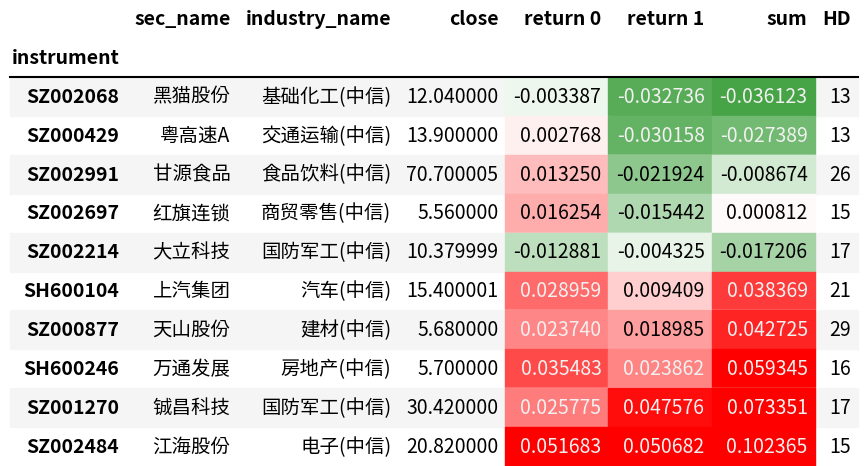 sec_name industry_name close return 0 return 1 sum HD
instrument
SZ002068 黑猫股份 基础化工(中信) 12.040000 -0.003387 -0.032736 -0.036123 13
SZ000429 粤高速A 交通运输(中信) 13.900000 0.002768 -0.030158 -0.027389 13
SZ002991 甘源食品 食品饮料(中信) 70.700005 0.013250 -0.021924 -0.008674 26
SZ002697 红旗连锁 商贸零售(中信) 5.560000 0.016254 -0.015442 0.000812 15
SZ002214 大立科技 国防军工(中信) 10.379999 -0.012881 -0.004325 -0.017206 17
SH600104 上汽集团 汽车(中信) 15.400001 0.028959 0.009409 0.038369 21
SZ000877 天山股份 建材(中信) 5.680000 0.023740 0.018985 0.042725 29
SH600246 万通发展 房地产(中信) 5.700000 0.035483 0.023862 0.059345 16
SZ001270 铖昌科技 国防军工(中信) 30.420000 0.025775 0.047576 0.073351 17
SZ002484 江海股份 电子(中信) 20.820000 0.051683 0.050682 0.102365 15